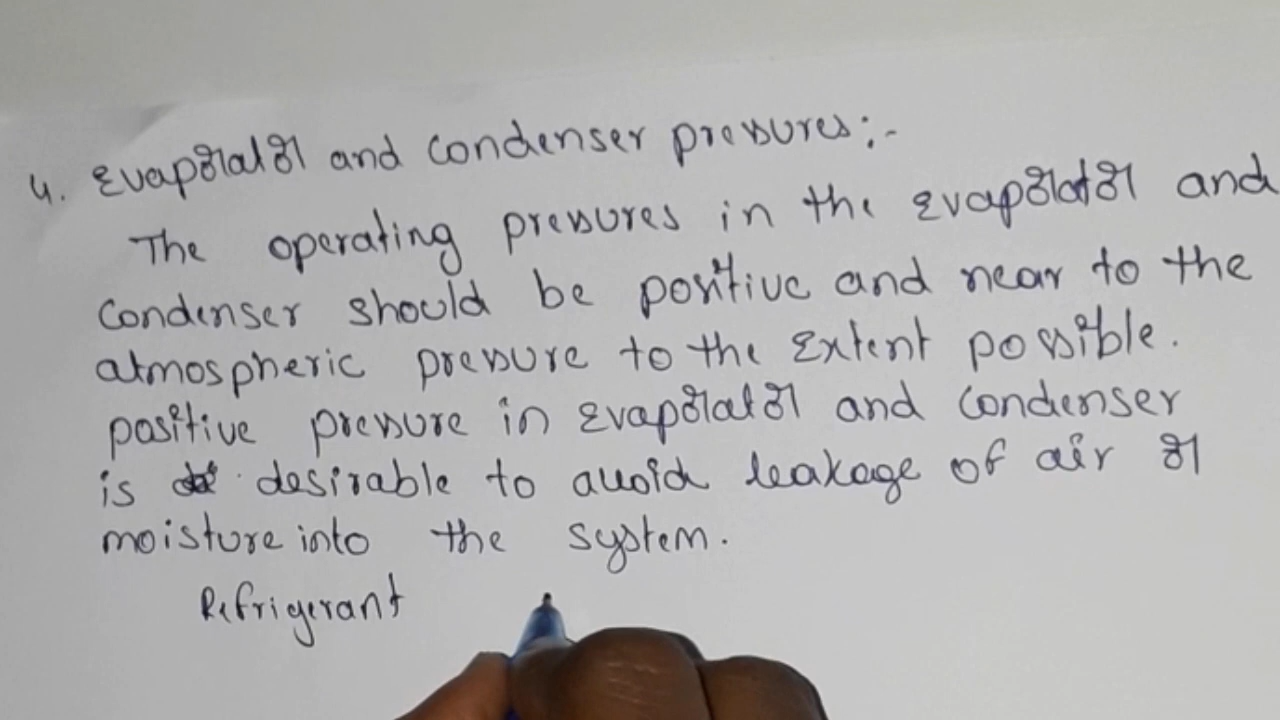 4. Evaporator and condenser pressures:-
The operating pressures in the evaporator and
condenser should be positive and near to the
atmospheric pressure to the extent possible.
positive pressure in evaporator and condenser
is desirable to avoid leakage of air or
moisture into the system.
Refrigerant